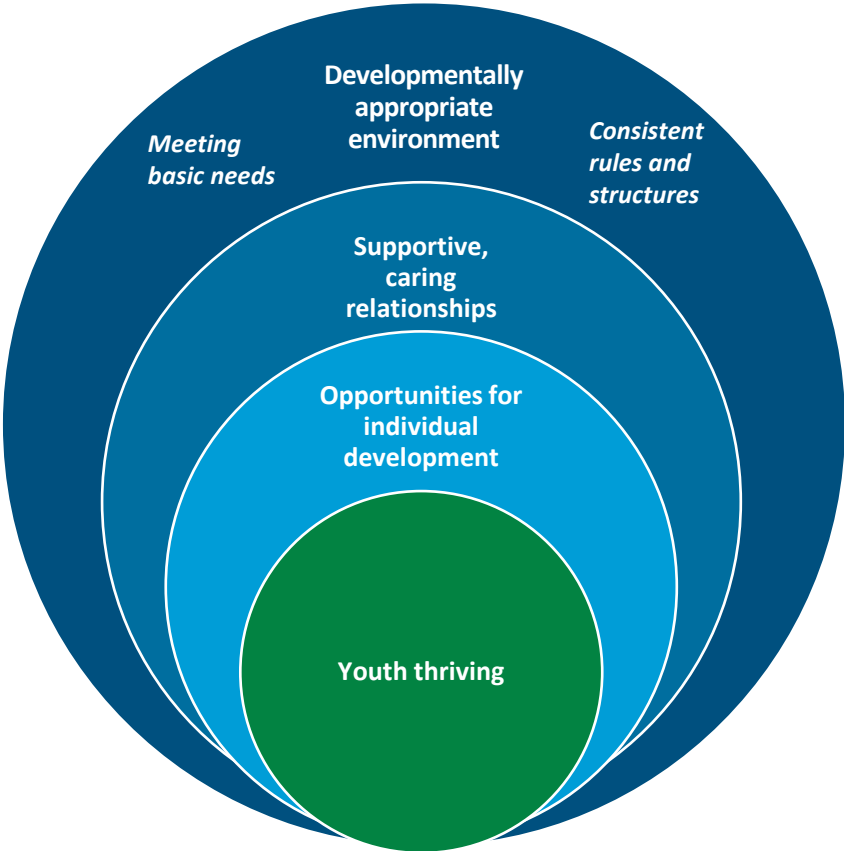 Developmentally
appropriate
environment
Meeting
basic needs
Consistent
rules and
structures
Supportive,
caring
relationships
Opportunities for
individual
development
Youth thriving